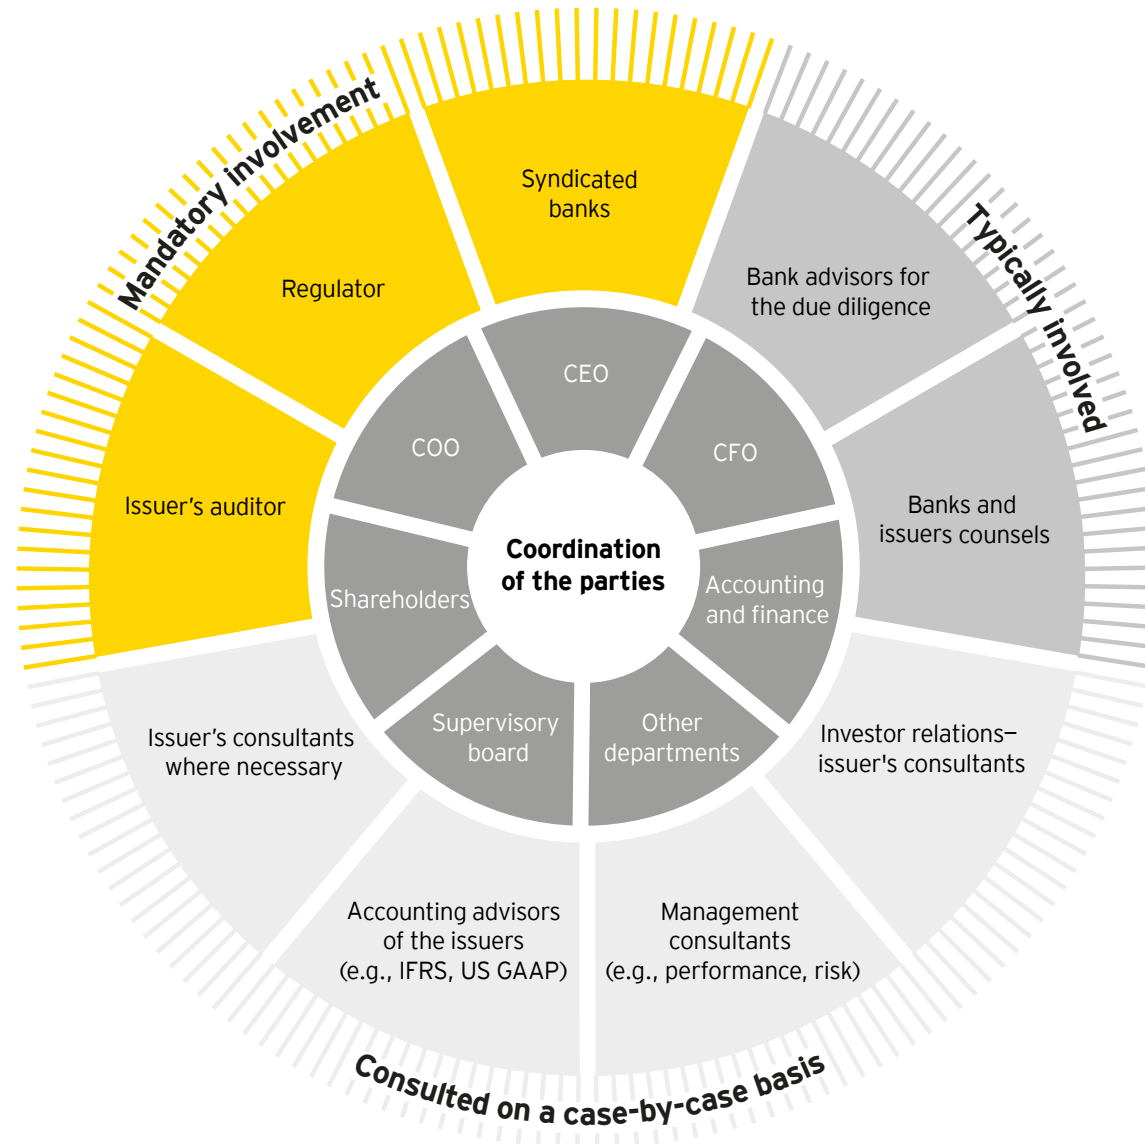 Mandatory involvement
Syndicated
banks
Regulator
Issuer’s auditor
Typically involved
Bank advisors for
the due diligence
Banks and
issuers counsels
CEO
COO
CFO
Coordination
of the parties
Shareholders
Accounting
and finance
Supervisory
board
Other
departments
Issuer’s consultants
where necessary
Investor relations—
issuer's consultants
Accounting advisors
of the issuers
(e.g., IFRS, US GAAP)
Management
consultants
(e.g., performance, risk)
Consulted on a case-by-case basis